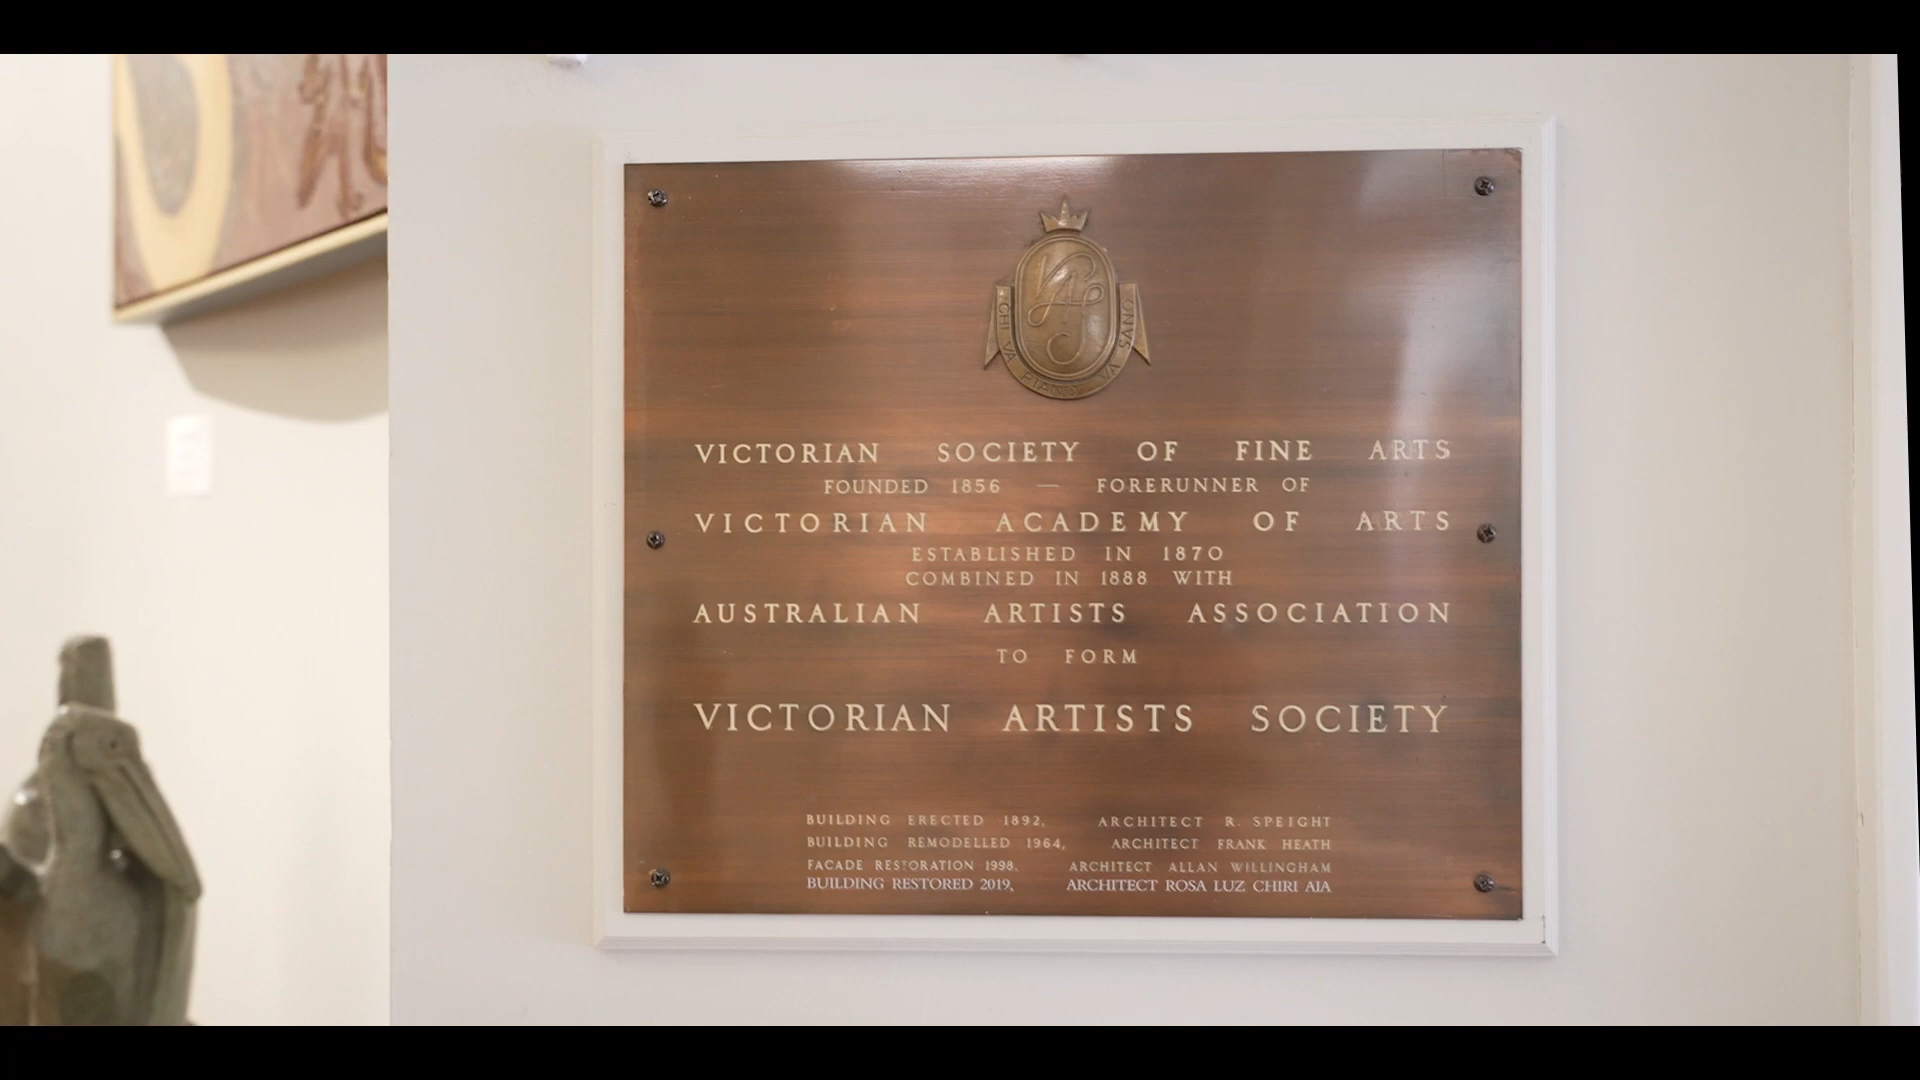 VAS
CHI VA PIANO VA SANO
VICTORIAN SOCIETY OF FINE ARTS
FOUNDED 1856 — FORERUNNER OF
VICTORIAN ACADEMY OF ARTS
ESTABLISHED IN 1870
COMBINED IN 1888 WITH
AUSTRALIAN ARTISTS ASSOCIATION
TO FORM
VICTORIAN ARTISTS SOCIETY
BUILDING ERECTED 1892, ARCHITECT R. SPEIGHT
BUILDING REMODELLED 1964, ARCHITECT FRANK HEATH
FACADE RESTORATION 1998. ARCHITECT ALLAN WILLINGHAM
BUILDING RESTORED 2019, ARCHITECT ROSA LUZ CHIRI AIA